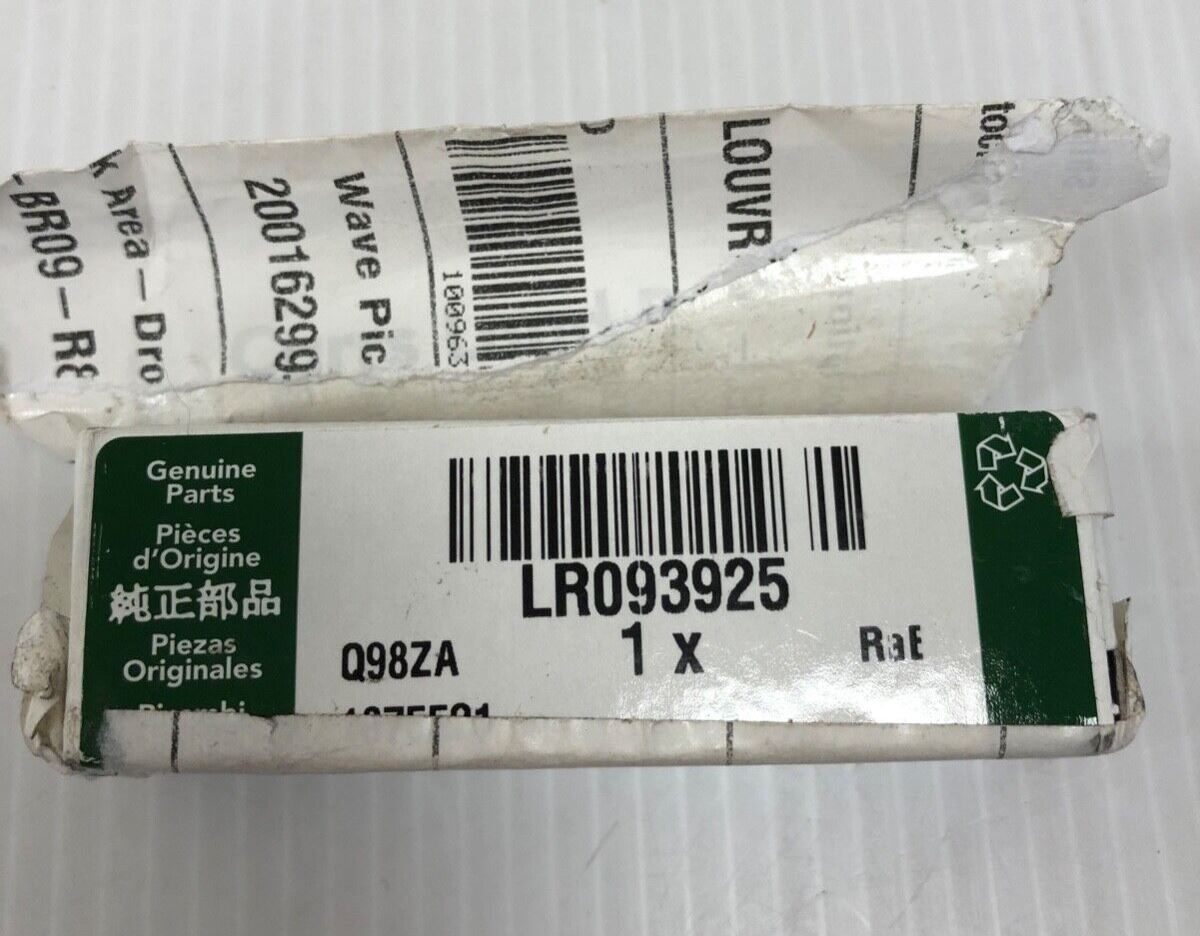 -BR09-R8
k Area-Dro
20016299
Wave Pic
100963
LOUVR
Genuine
Parts
Pièces
d'Origine
純正部品
Piezas
Originales
LR093925
Q98ZA
1 x
RaE